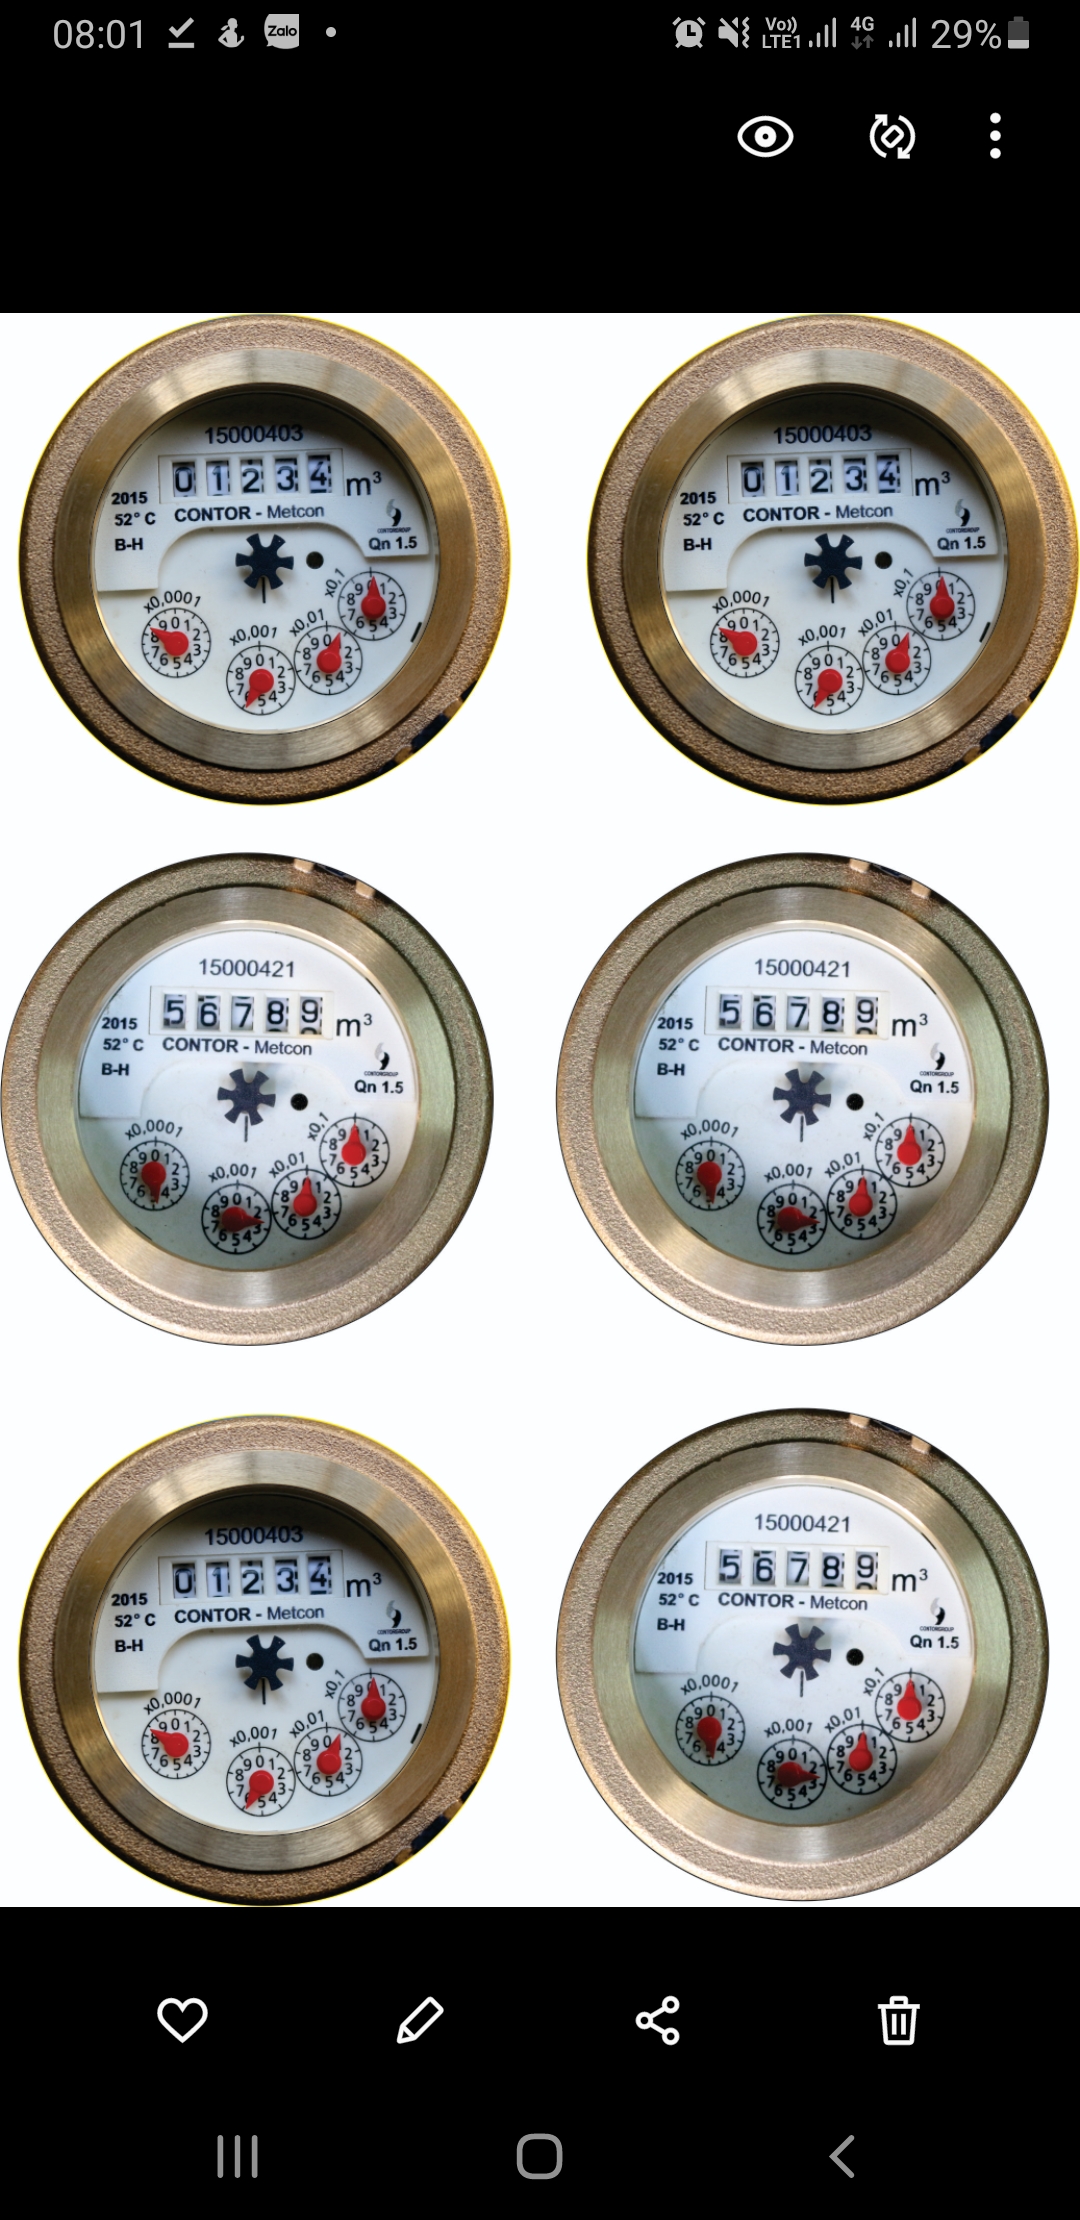 08:01 Zalo Vo)) LTE1 4G 29%
15000403
01234 m³
2015
52° C CONTOR - Metcon
B-H Qn 1.5
x0,0001 x0,001 x0,01 x0,1
15000403
01234 m³
2015
52° C CONTOR - Metcon
B-H Qn 1.5
x0,0001 x0,001 x0,01 x0,1
15000421
56789 m³
2015
52° C CONTOR - Metcon
B-H Qn 1.5
x0,0001 x0,001 x0,01 x0,1
15000421
56789 m³
2015
52° C CONTOR - Metcon
B-H Qn 1.5
x0,0001 x0,001 x0,01 x0,1
15000403
01234 m³
2015
52° C CONTOR - Metcon
B-H Qn 1.5
x0,0001 x0,001 x0,01 x0,1
15000421
56789 m³
2015
52° C CONTOR - Metcon
B-H Qn 1.5
x0,0001 x0,001 x0,01 x0,1